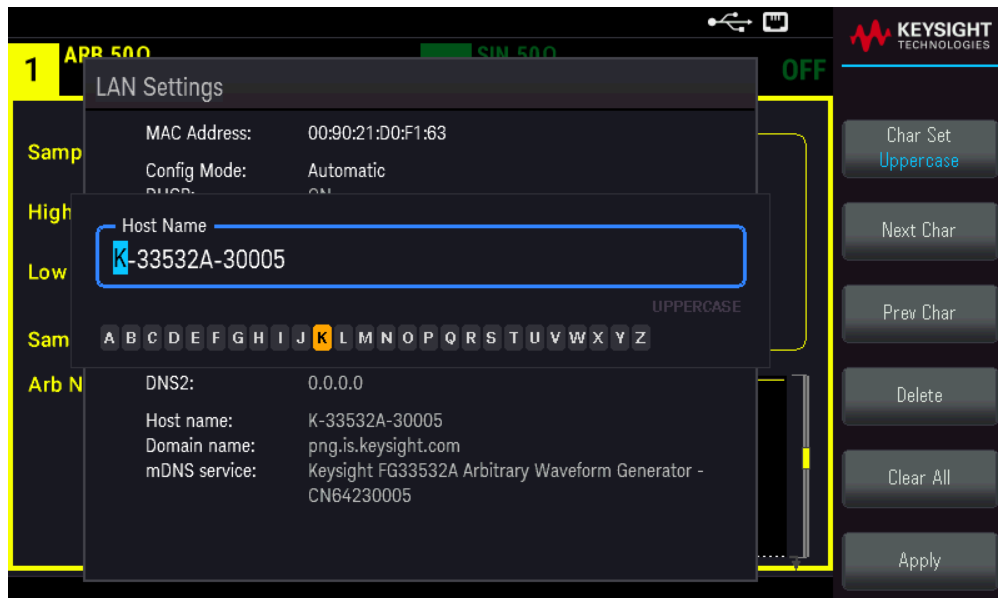 KEYSIGHT
TECHNOLOGIES
1
ARB 50Ω
SIN 50Ω
OFF
LAN Settings
MAC Address: 00:90:21:D0:F1:63
Config Mode: Automatic
DHCP: ON
Samp
High
Low
Sam
Arb N
Host Name
K-33532A-30005
UPPERCASE
A B C D E F G H I J K L M N O P Q R S T U V W X Y Z
DNS2: 0.0.0.0
Host name: K-33532A-30005
Domain name: png.is.keysight.com
mDNS service: Keysight FG33532A Arbitrary Waveform Generator -
CN64230005
Char Set
Uppercase
Next Char
Prev Char
Delete
Clear All
Apply